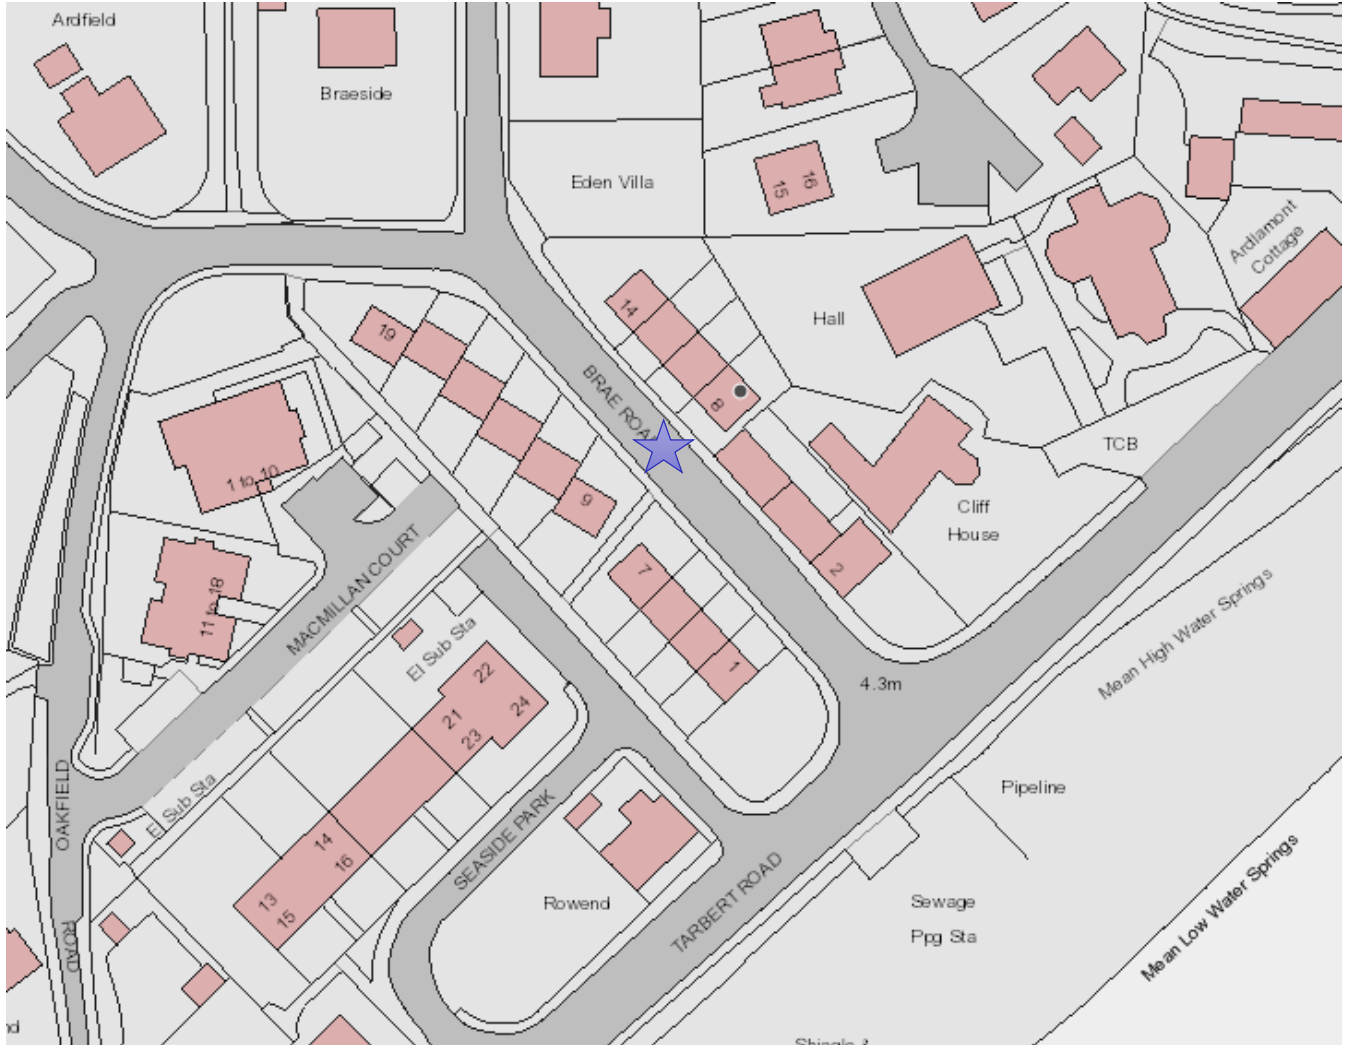 Ardfield
Braeside
Eden Villa
15
16
Ardlamont
Cottage
14
Hall
19
BRAE ROA
8
TCB
1 to 10
9
Cliff
House
MACMILLAN COURT
7
2
11 to 18
Mean High Water Springs
El Sub Sta
22
1
4.3m
24
21
23
OAKFIELD
El Sub Sta
Pipeline
SEASIDE PARK
14
16
Mean Low Water Springs
13
15
Rowend
TARBERT ROAD
Sewage
Ppg Sta
ROAD
nd
Shingle &